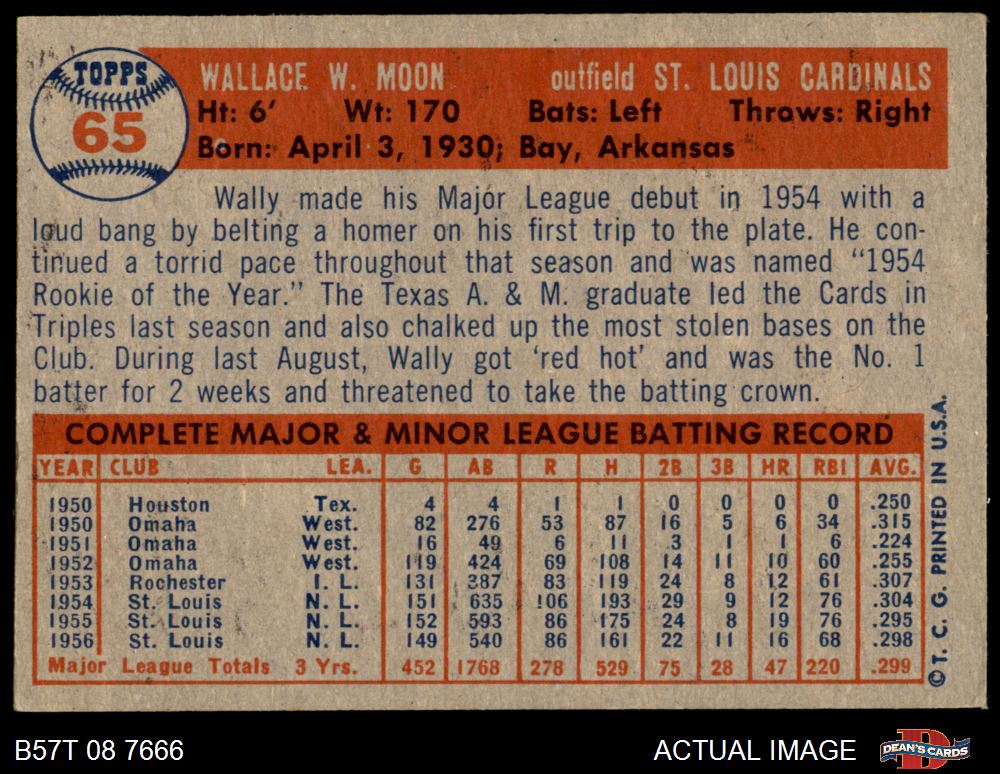 TOPPS
65
WALLACE W. MOON outfield ST. LOUIS CARDINALS
Ht: 6' Wt: 170 Bats: Left Throws: Right
Born: April 3, 1930; Bay, Arkansas
Wally made his Major League debut in 1954 with a
loud bang by belting a homer on his first trip to the plate. He con-
tinued a torrid pace throughout that season and was named "1954
Rookie of the Year." The Texas A. & M. graduate led the Cards in
Triples last season and also chalked up the most stolen bases on the
Club. During last August, Wally got 'red hot' and was the No. 1
batter for 2 weeks and threatened to take the batting crown.
COMPLETE MAJOR & MINOR LEAGUE BATTING RECORD
YEAR CLUB LEA. G AB R H 2B 3B HR RBI AVG.
1950 Houston Tex. 4 4 1 1 0 0 0 0 .250
1950 Omaha West. 82 276 53 87 16 5 6 34 .315
1951 Omaha West. 16 49 6 11 3 1 1 6 .224
1952 Omaha West. 119 424 69 108 14 11 10 60 .255
1953 Rochester I. L. 131 387 83 119 24 8 12 61 .307
1954 St. Louis N. L. 151 635 106 193 29 9 12 76 .304
1955 St. Louis N. L. 152 593 86 175 24 8 19 76 .295
1956 St. Louis N. L. 149 540 86 161 22 11 16 68 .298
Major League Totals 3 Yrs. 452 1768 278 529 75 28 47 220 .299
© T. C. G. PRINTED IN U.S.A.
B57T 08 7666 ACTUAL IMAGE DEAN'S CARDS